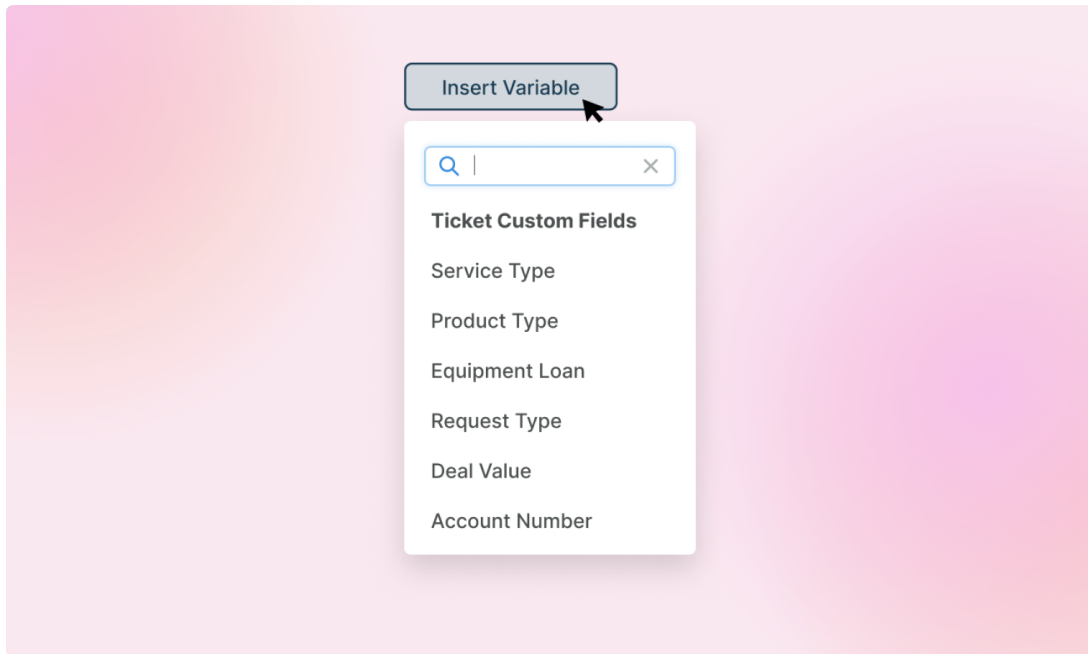 Insert Variable
Ticket Custom Fields
Service Type
Product Type
Equipment Loan
Request Type
Deal Value
Account Number